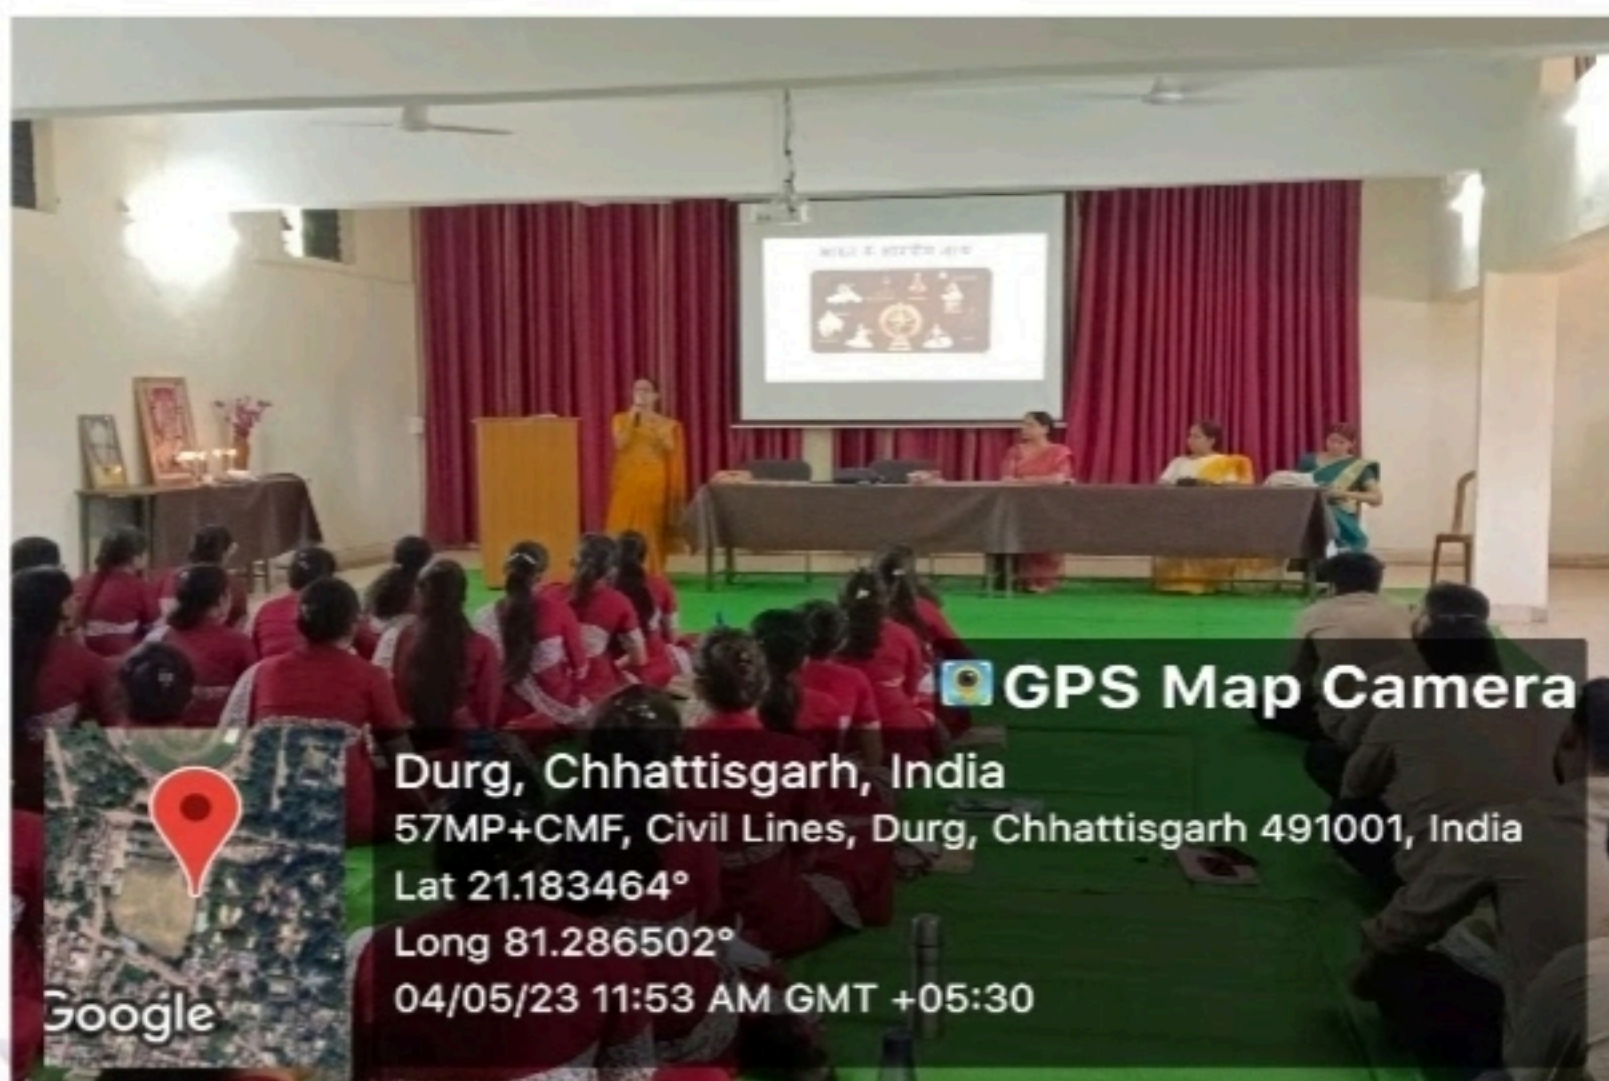 GPS Map Camera
Durg, Chhattisgarh, India
57MP+CMF, Civil Lines, Durg, Chhattisgarh 491001, India
Lat 21.183464°
Long 81.286502°
04/05/23 11:53 AM GMT +05:30
Google